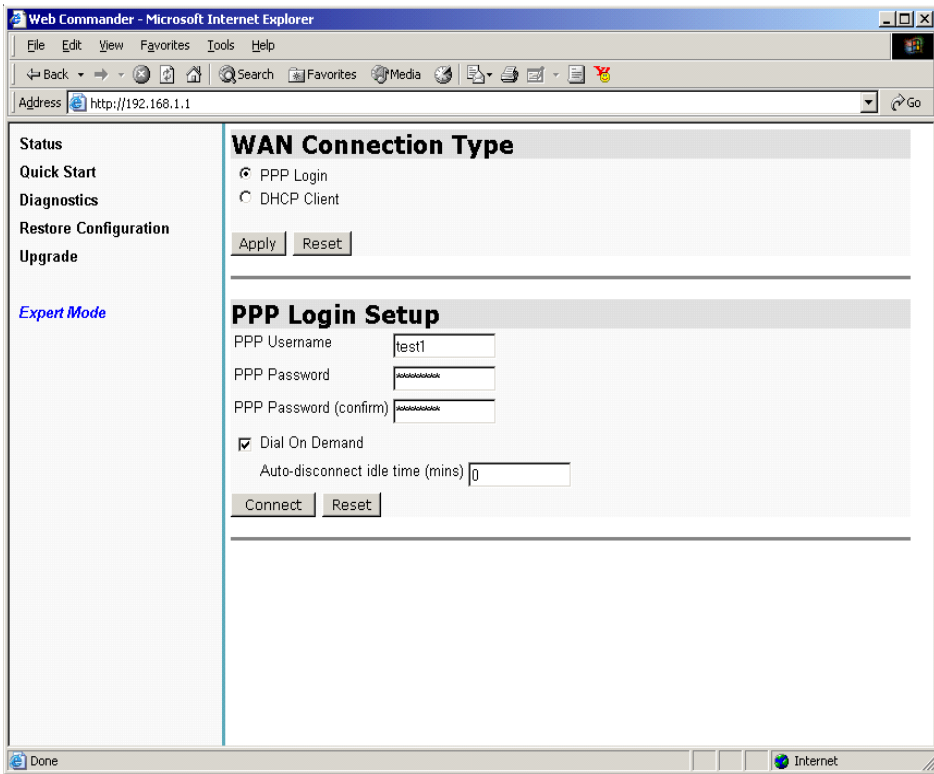 Web Commander - Microsoft Internet Explorer
File Edit View Favorites Tools Help
Back Search Favorites Media
Address http://192.168.1.1 Go
Status
Quick Start
Diagnostics
Restore Configuration
Upgrade
Expert Mode
WAN Connection Type
PPP Login
DHCP Client
Apply Reset
PPP Login Setup
PPP Username test1
PPP Password ********
PPP Password (confirm) ********
Dial On Demand
Auto-disconnect idle time (mins) 0
Connect Reset
Done Internet